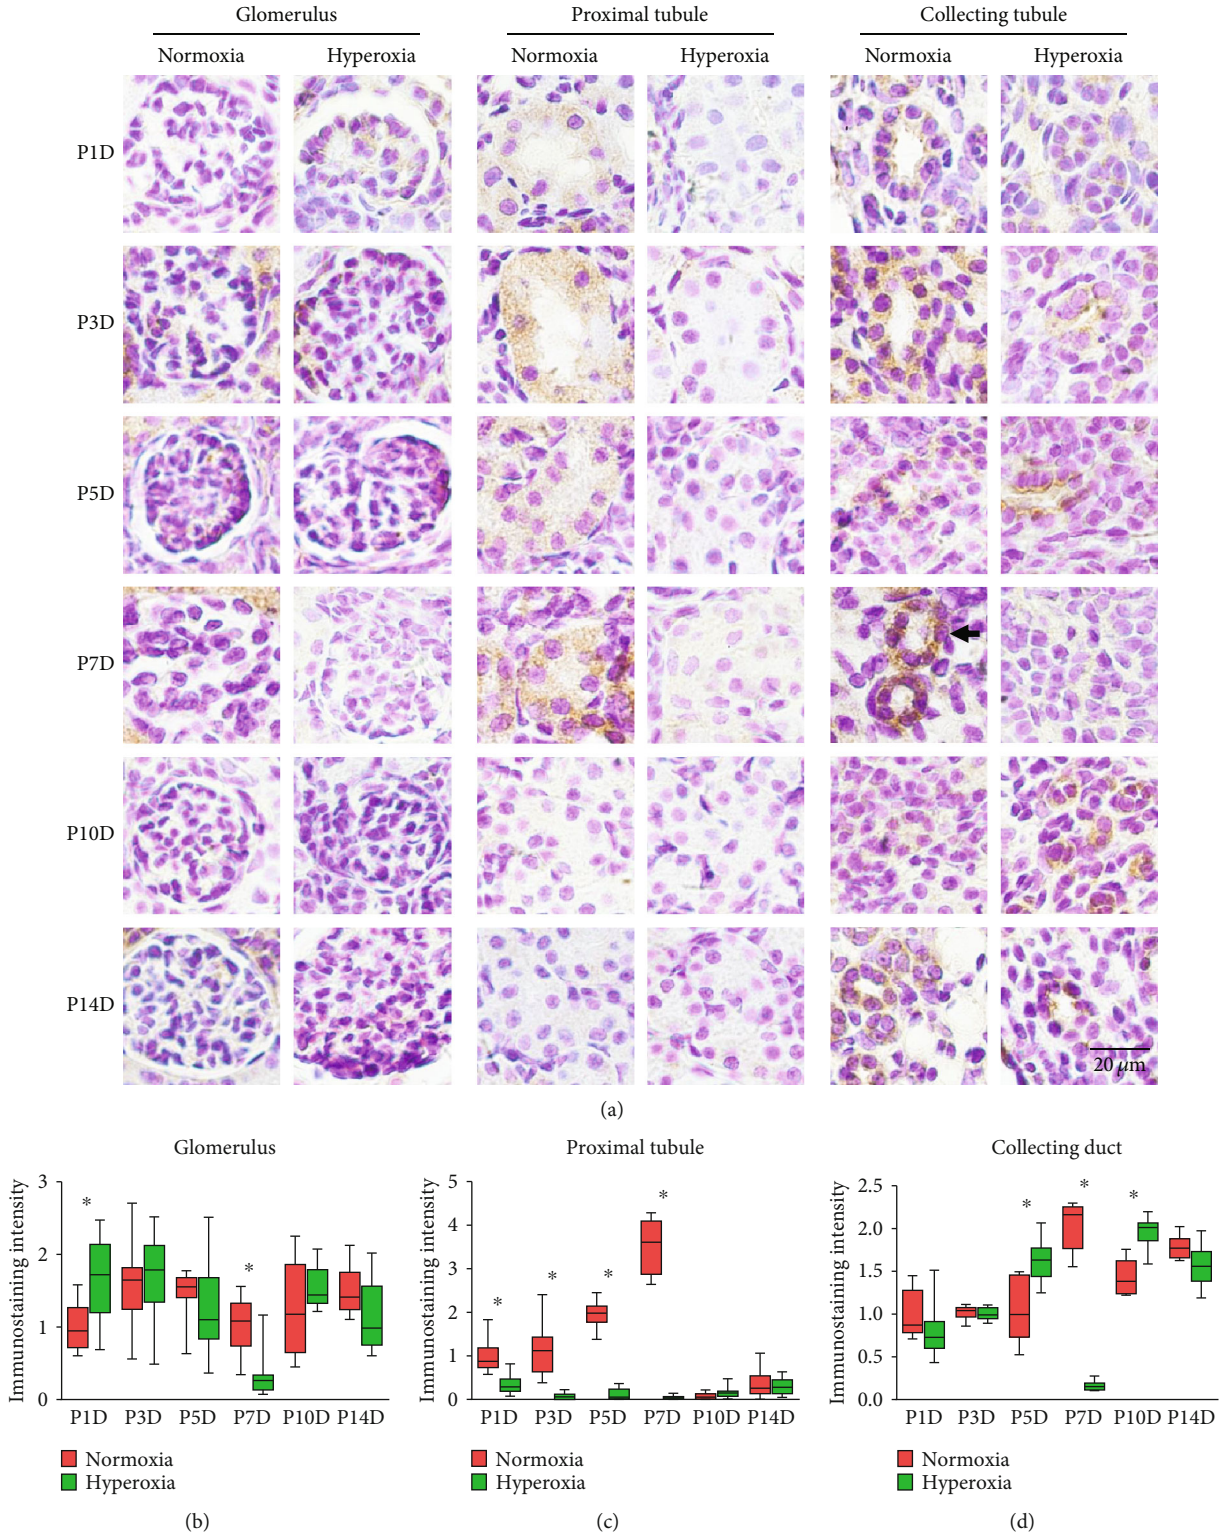 Glomerulus Proximal tubule Collecting tubule
Normoxia Hyperoxia Normoxia Hyperoxia Normoxia Hyperoxia
P1D
P3D
P5D
P7D
P10D
P14D
20 μm
(a)
Glomerulus
Immunostaining intensity
3
2
1
0
*
*
P1D P3D P5D P7D P10D P14D
Normoxia
Hyperoxia
(b)
Proximal tubule
Immunostaining intensity
5
4
3
2
1
0
*
*
*
*
P1D P3D P5D P7D P10D P14D
Normoxia
Hyperoxia
(c)
Collecting duct
Immunostaining intensity
2.5
2.0
1.5
1.0
0.5
0
*
*
*
P1D P3D P5D P7D P10D P14D
Normoxia
Hyperoxia
(d)